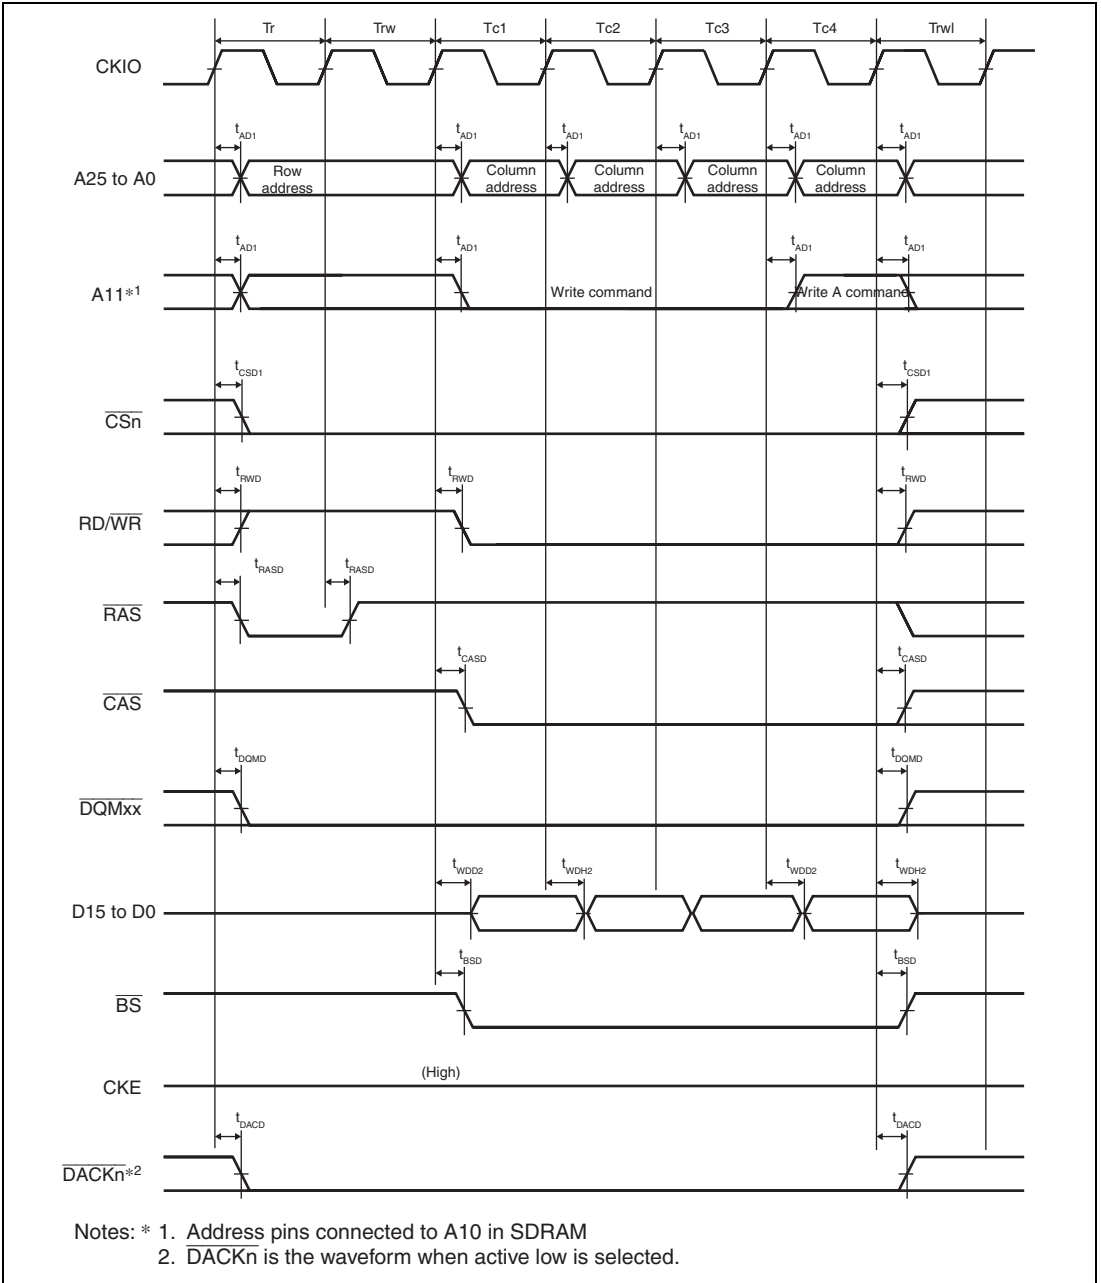 Tr Trw Tc1 Tc2 Tc3 Tc4 Trwl
CKIO
tAD1 tAD1 tAD1 tAD1 tAD1 tAD1
A25 to A0
Row address
Column address
Column address
Column address
Column address
tAD1 tAD1 tAD1 tAD1
A11*1
Write command
Write A command
tCSD1 tCSD1
CSn
tRWD tRWD tRWD
RD/WR
tRASD tRASD
RAS
tCASD tCASD
CAS
tDQMD tDQMD
DQMxx
tWDD2 tWDH2 tWDD2 tWDH2
D15 to D0
tBSD tBSD
BS
(High)
CKE
tDACD tDACD
DACKn*2
Notes: * 1. Address pins connected to A10 in SDRAM
2. DACKn is the waveform when active low is selected.